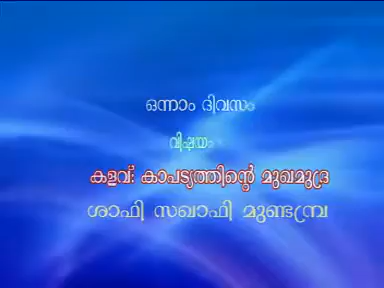 ഒന്നാം ദിവസം
വിഷയം
കളവ്: കാപട്യത്തിന്റെ മുഖമുദ്ര
ശാഫി സഖാഫി മുണ്ടമ്പ്ര